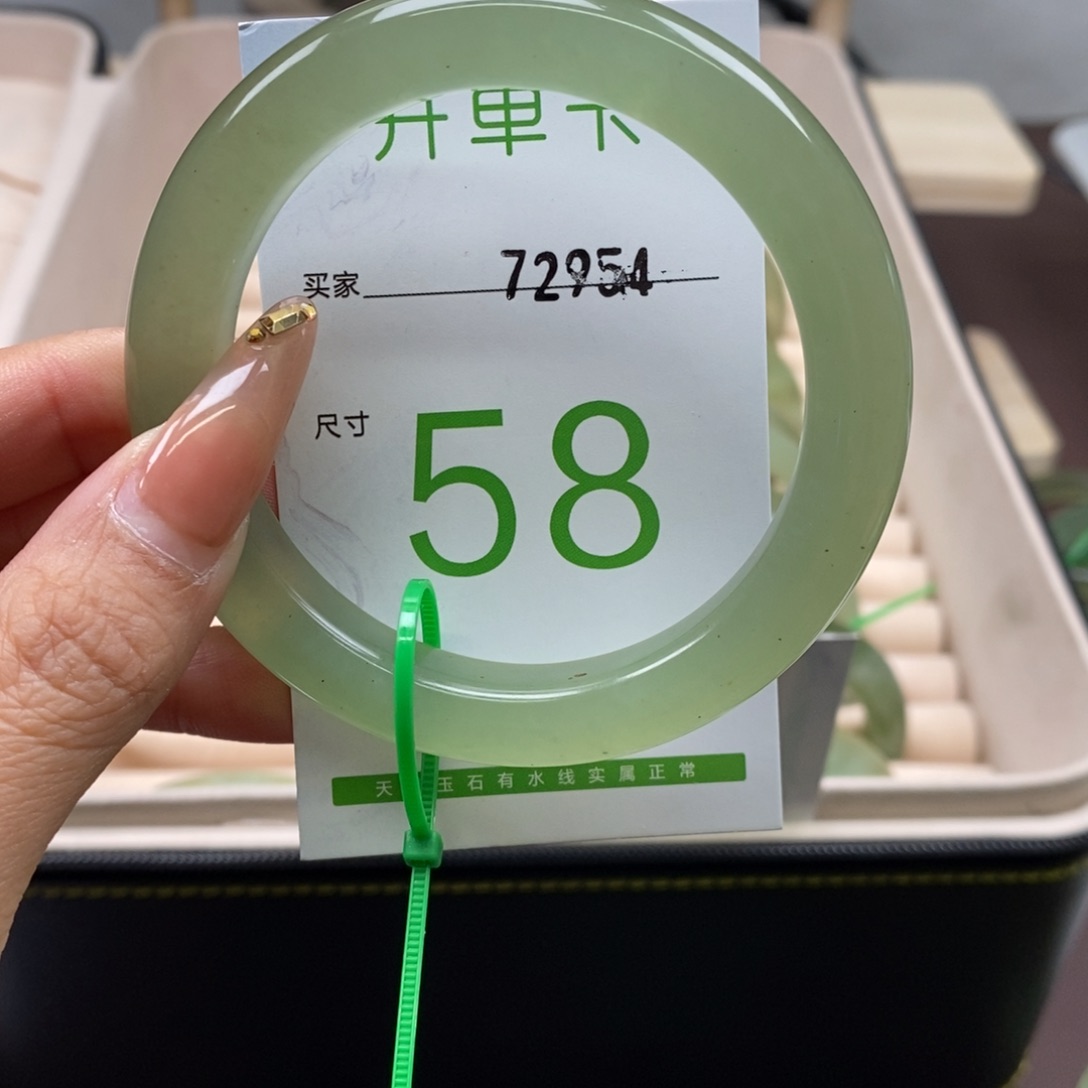 开单卡
买家 72954
尺寸 58
天 玉石有水线实属正常